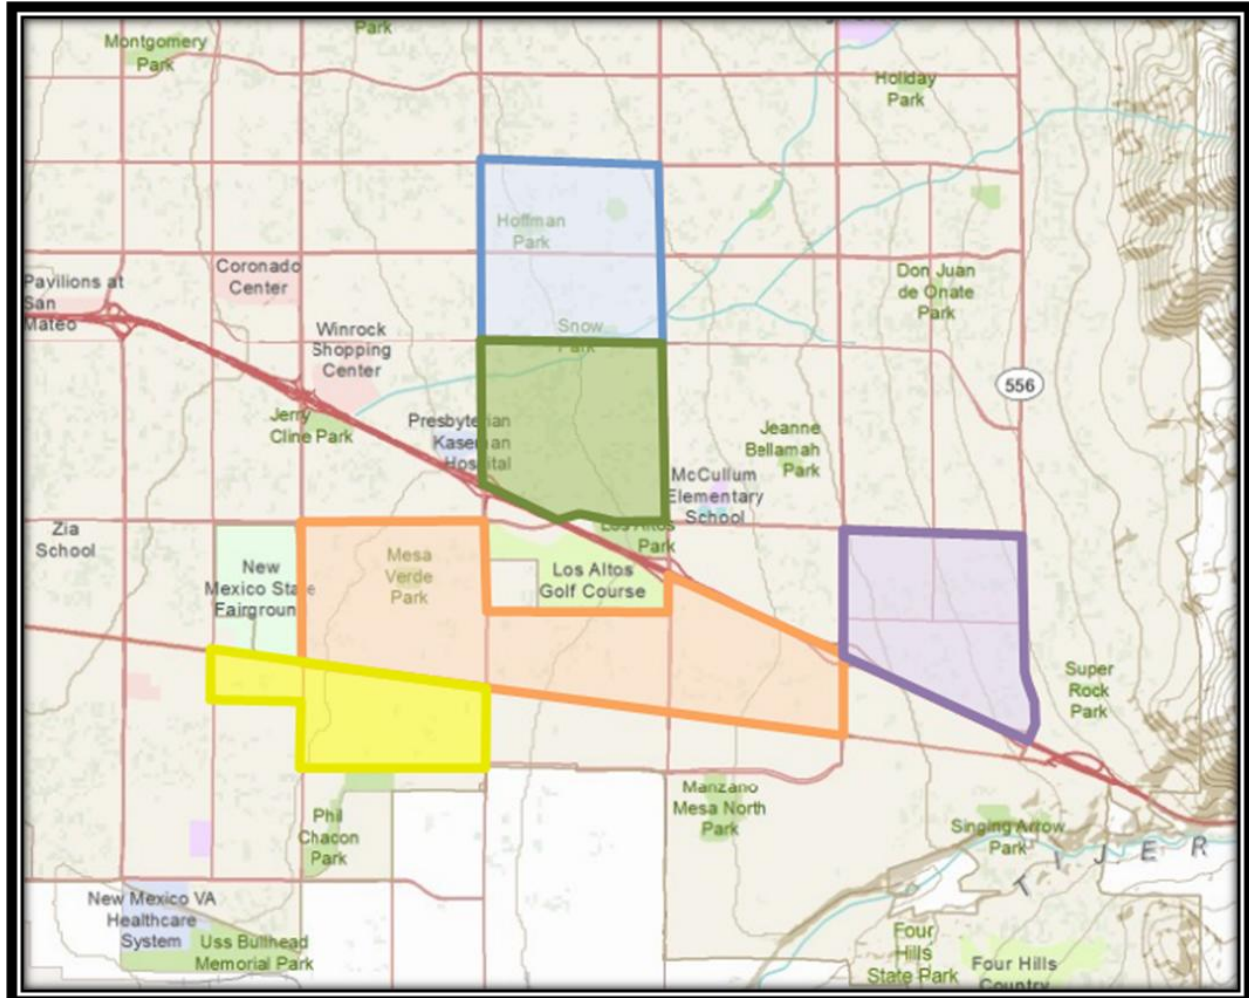 Park
Montgomery
Park
Holiday
Park
Hoffman
Park
Coronado
Center
Pavilions at
San
Mateo
Don Juan
de Onate
Park
Winrock
Shopping
Center
Snow
Park
556
Jerry
Cline Park
Presbyterian
Kaseman
Hospital
Jeanne
Bellamah
Park
McCullum
Elementary
School
Zia
School
Los Altos
Park
New
Mexico State
Fairgroun
Mesa
Verde
Park
Los Altos
Golf Course
Super
Rock
Park
Manzano
Mesa North
Park
Phil
Chacon
Park
Singing Arrow
Park
T I J E R
New Mexico VA
Healthcare
System
Uss Bullhead
Memorial Park
Four
Hills
State Park
Four Hills
Country